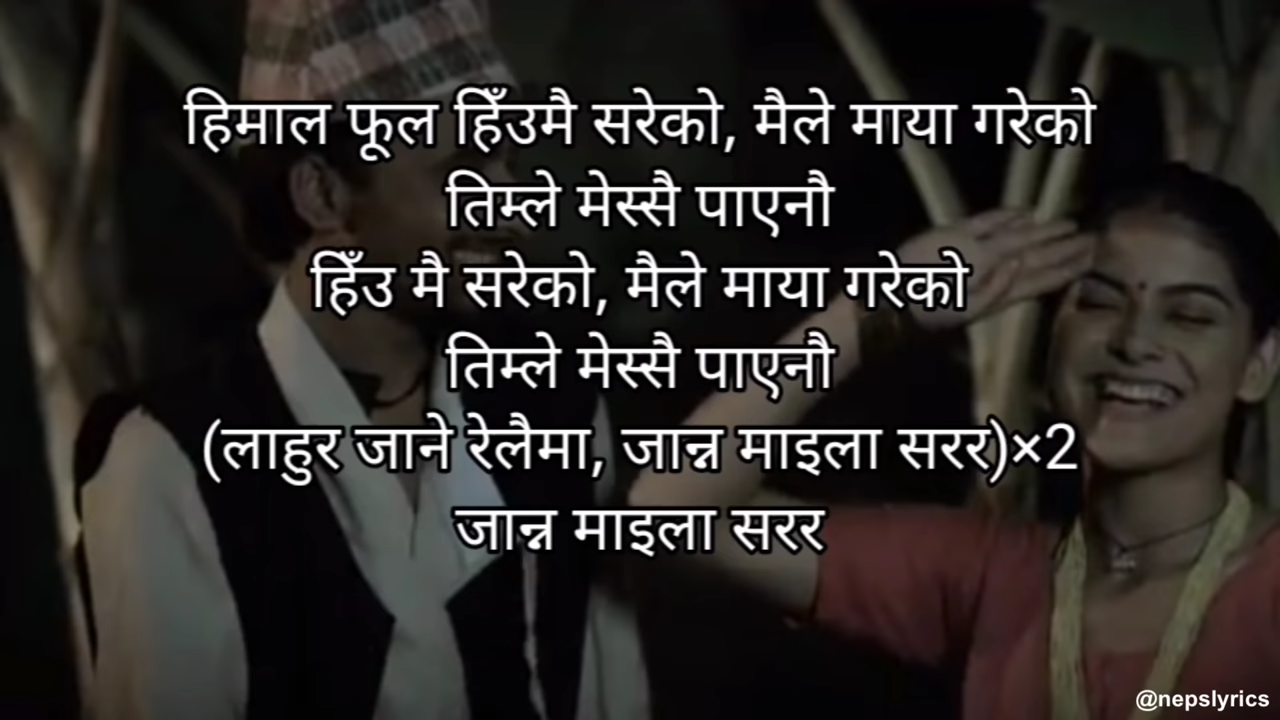 हिमाल फूल हिँउमै सरेको, मैले माया गरेको
तिम्ले मेस्सै पाएनौ
हिँउ मै सरेको, मैले माया गरेको
तिम्ले मेस्सै पाएनौ
(लाहुर जाने रेलैमा, जान्न माइला सरर)×2
जान्न माइला सरर
@nepslyrics